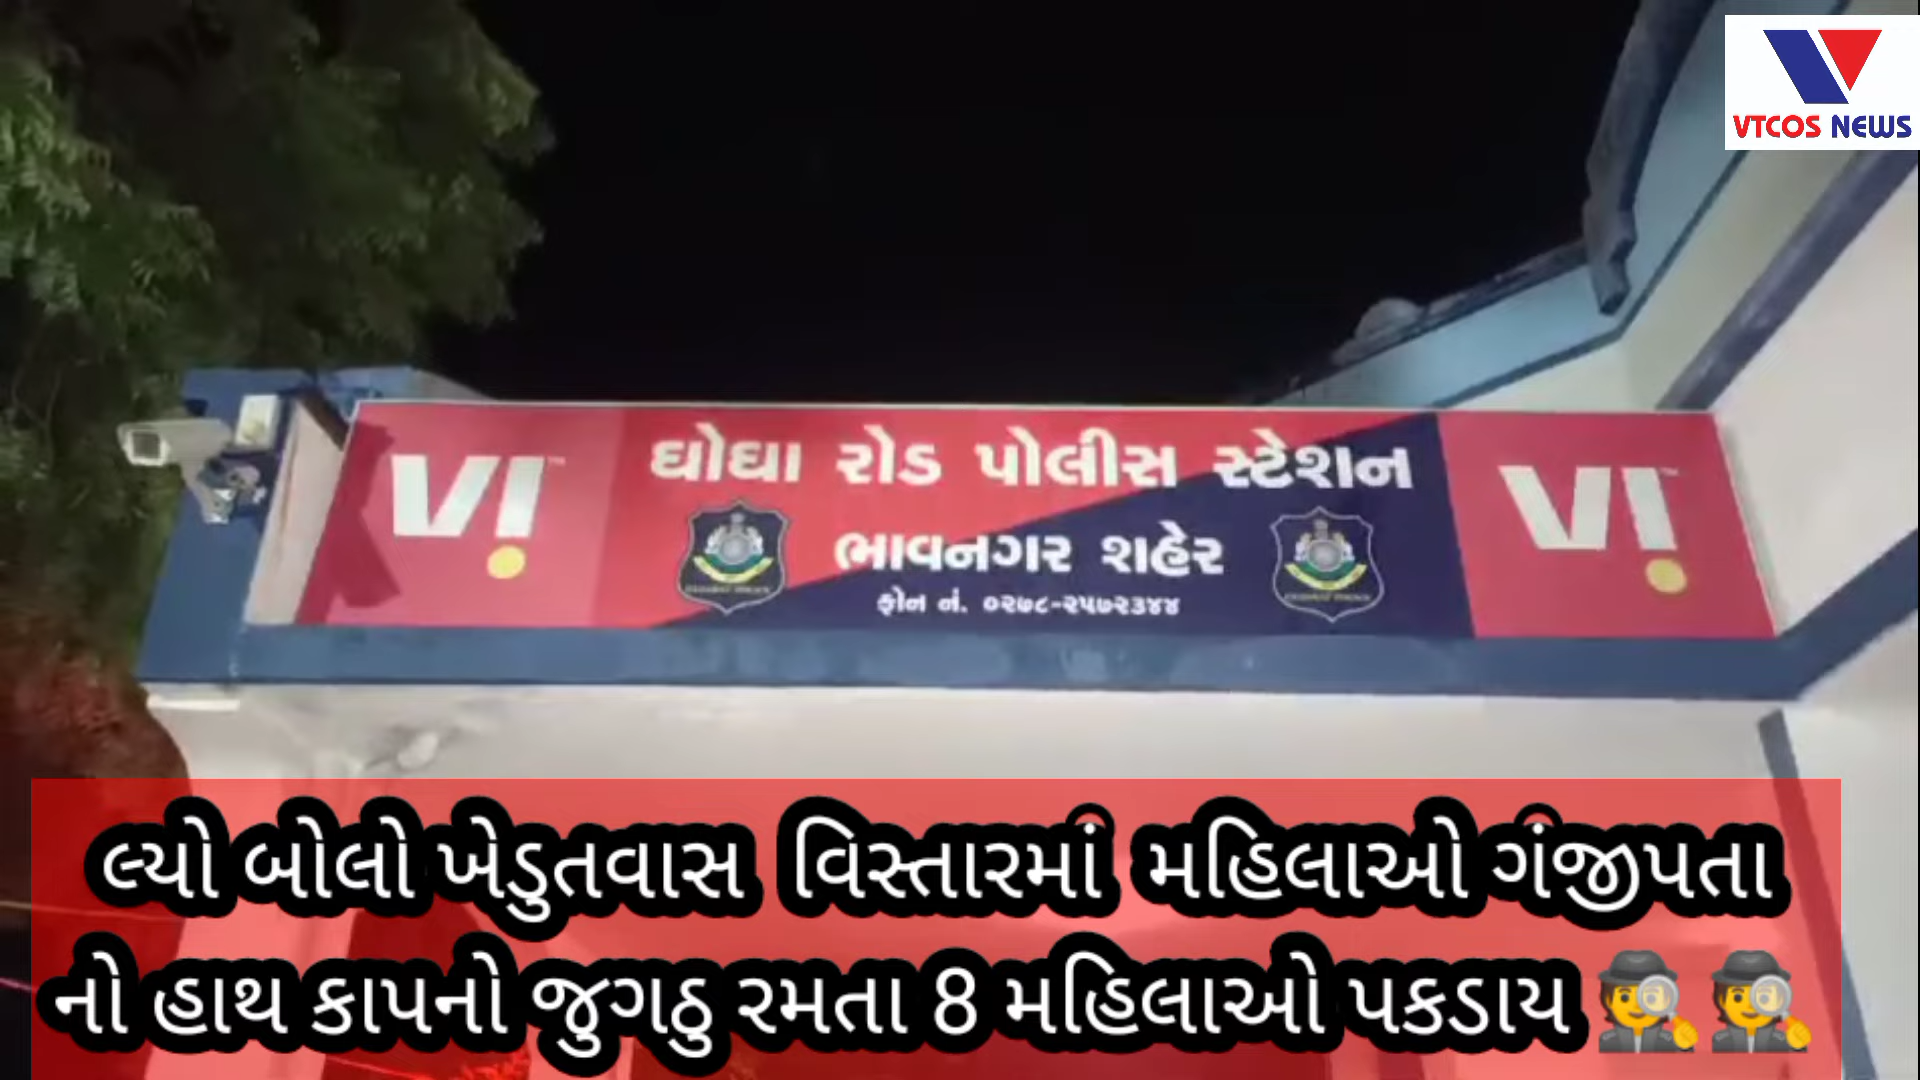 VTCOS NEWS
VI
ઘોઘા રોડ પોલીસ સ્ટેશન
VI
ભાવનગર શહેર
ફોન નં. ૦૨૭૮-૨૫૭૨૩૪૪
લ્યો બોલો ખેડુતવાસ વિસ્તારમાં મહિલાઓ ગંજીપતા
નો હાથ કાપનો જુગઠુ રમતા 8 મહિલાઓ પકડાય